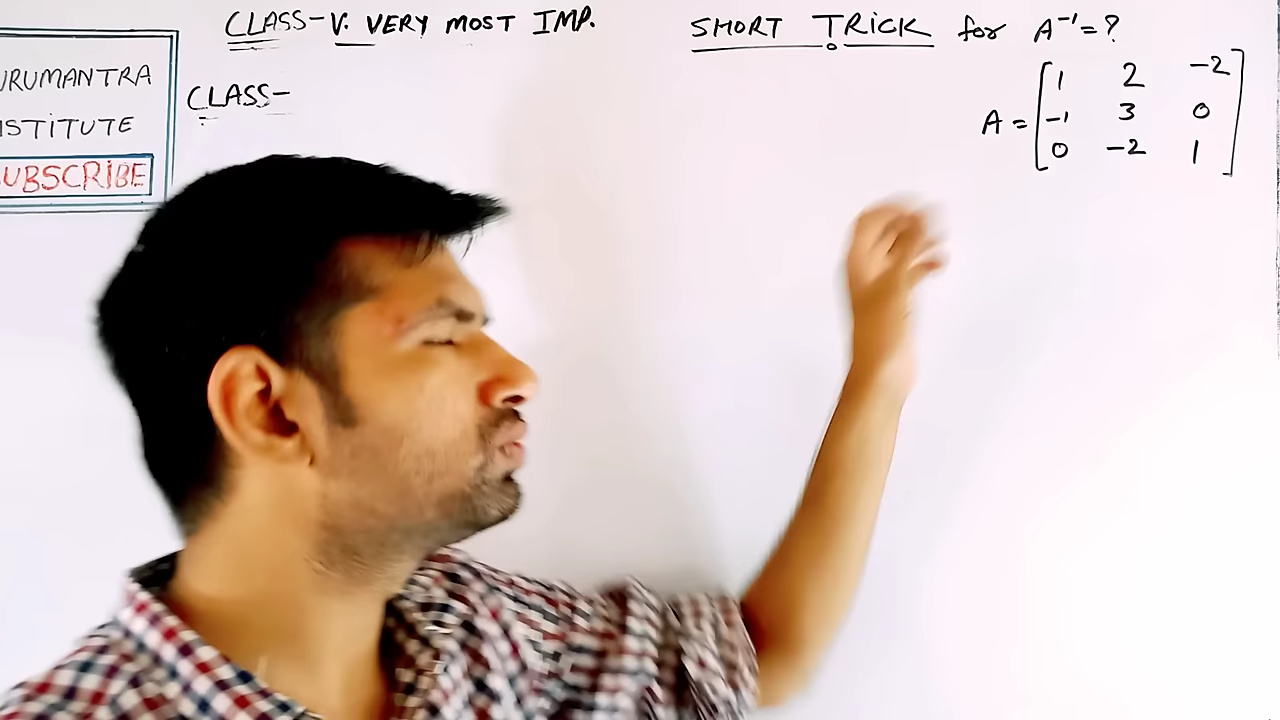 CLASS-V. VERY MOST IMP. SHORT TRICK for A⁻¹=?
URUMANTRA
STITUTE
SUBSCRIBE
CLASS-
A = [1 2 -2
-1 3 0
0 -2 1]